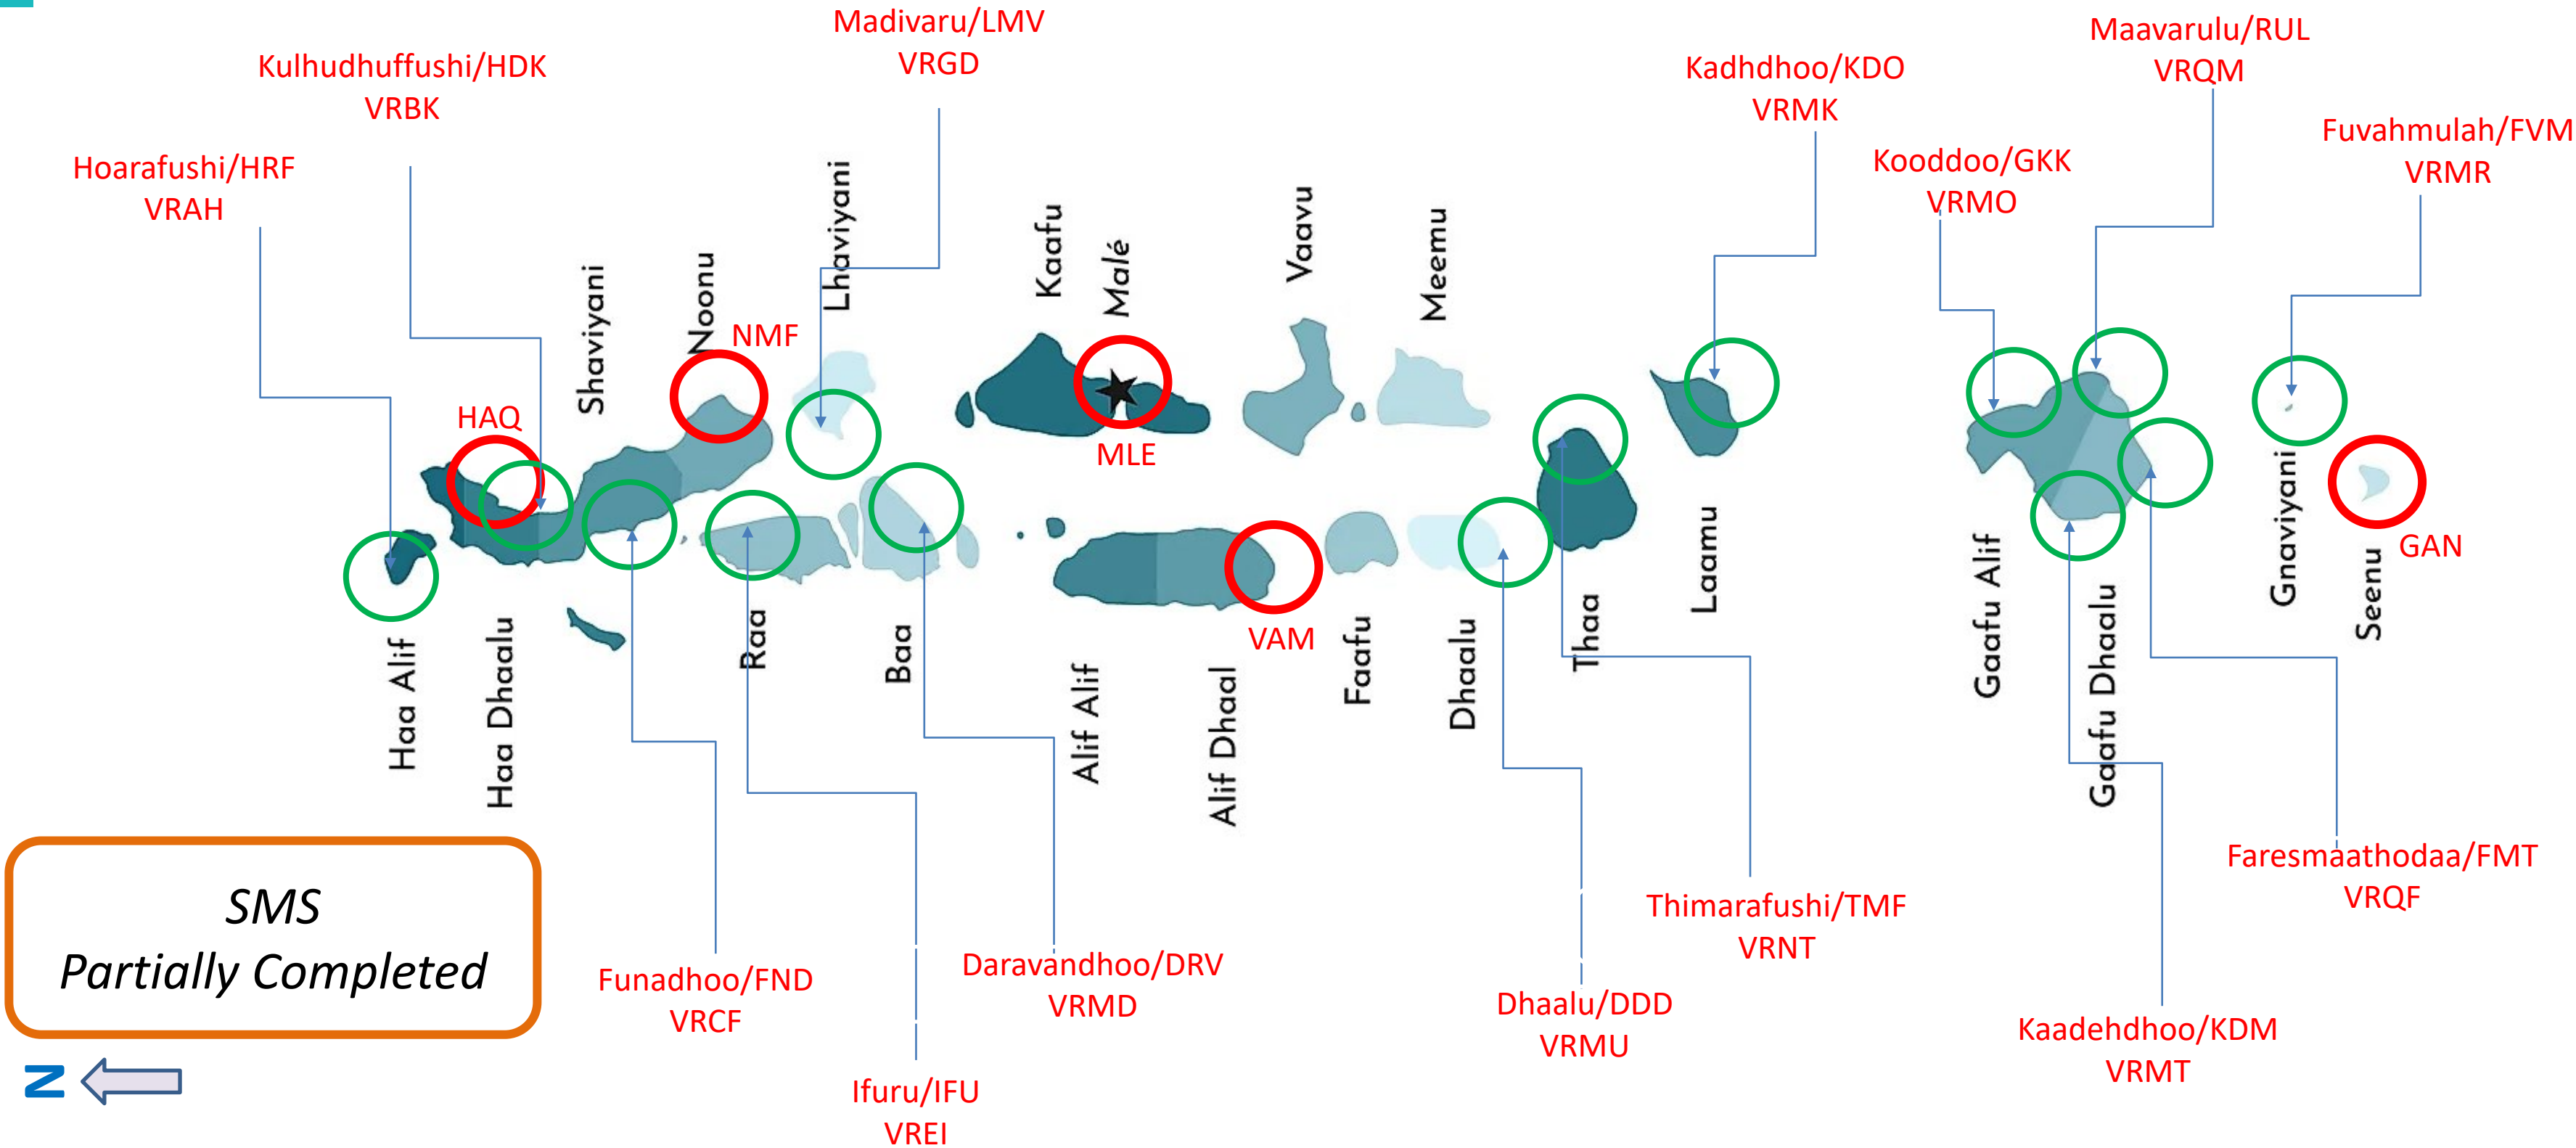 Madivaru/LMV
VRGD
Maavarulu/RUL
VRQM
Kulhudhuffushi/HDK
VRBK
Kadhdhoo/KDO
VRMK
Fuvahmulah/FVM
VRMR
Hoarafushi/HRF
VRAH
Kooddoo/GKK
VRMO
Shaviyani
Noonu
Lhaviyani
Kaafu
Malé
Vaavu
Meemu
NMF
HAQ
MLE
GAN
VAM
Haa Alif
Haa Dhaalu
Raa
Baa
Alif Alif
Alif Dhaal
Faafu
Dhaalu
Thaa
Laamu
Gaafu Alif
Gaafu Dhaalu
Gnaviyani
Seenu
SMS
Partially Completed
N
Funadhoo/FND
VRCF
Ifuru/IFU
VREI
Daravandhoo/DRV
VRMD
Dhaalu/DDD
VRMU
Thimarafushi/TMF
VRNT
Kaadehdhoo/KDM
VRMT
Faresmaathodaa/FMT
VRQF